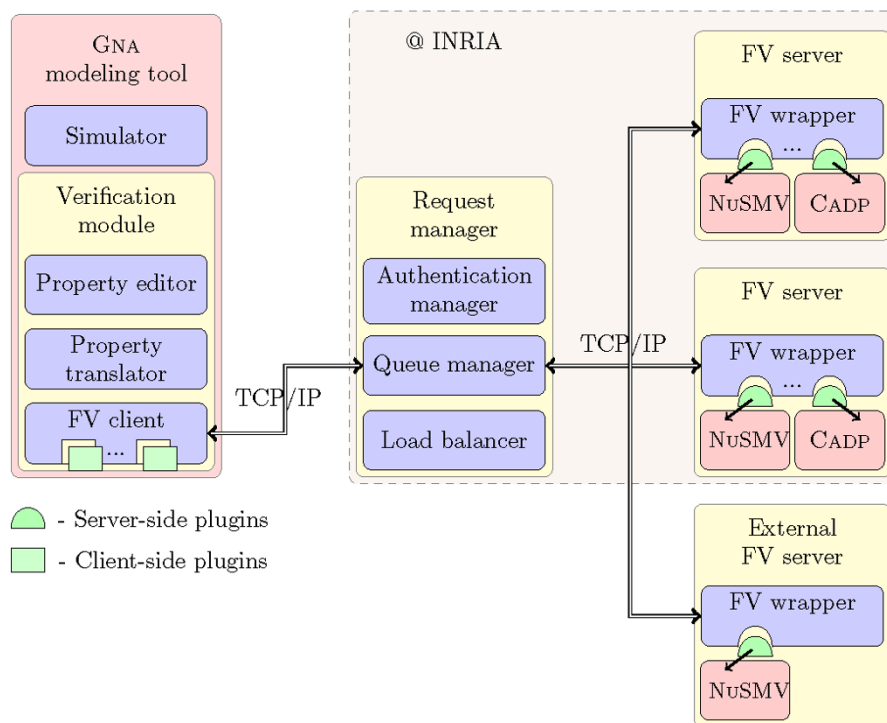 GNA
modeling tool
Simulator
Verification
module
Property editor
Property
translator
FV client
...
TCP/IP
@ INRIA
Request
manager
Authentication
manager
Queue manager
Load balancer
TCP/IP
FV server
FV wrapper
...
NUSMV
CADP
FV server
FV wrapper
...
NUSMV
CADP
External
FV server
FV wrapper
NUSMV
- Server-side plugins
- Client-side plugins